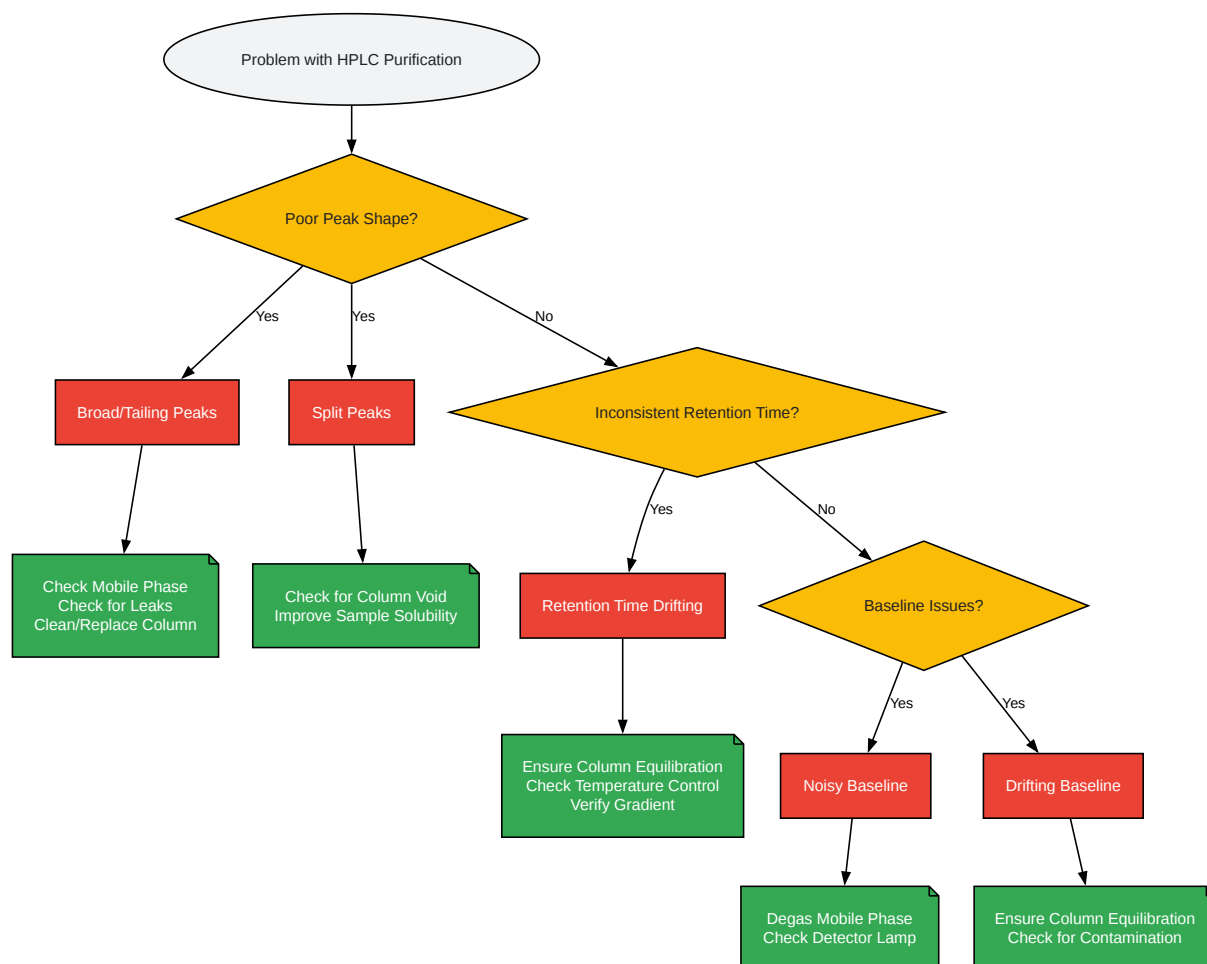 Problem with HPLC Purification
Poor Peak Shape?
Yes
Yes
No
Broad/Tailing Peaks
Split Peaks
Inconsistent Retention Time?
Check Mobile Phase
Check for Leaks
Clean/Replace Column
Check for Column Void
Improve Sample Solubility
Yes
No
Retention Time Drifting
Baseline Issues?
Yes
Yes
Ensure Column Equilibration
Check Temperature Control
Verify Gradient
Noisy Baseline
Drifting Baseline
Degas Mobile Phase
Check Detector Lamp
Ensure Column Equilibration
Check for Contamination